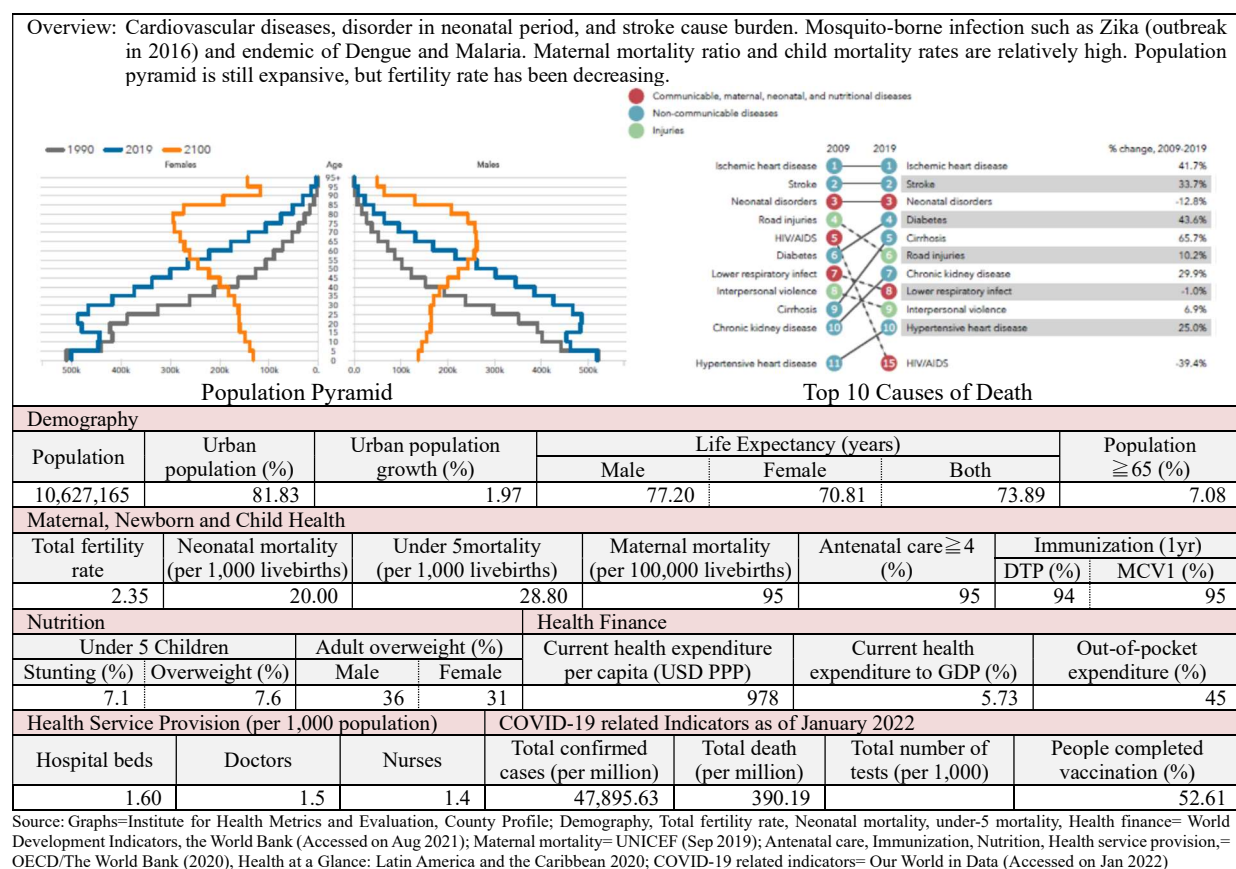 Overview: Cardiovascular diseases, disorder in neonatal period, and stroke cause burden. Mosquito-borne infection such as Zika (outbreak
in 2016) and endemic of Dengue and Malaria. Maternal mortality ratio and child mortality rates are relatively high. Population
pyramid is still expansive, but fertility rate has been decreasing.
Communicable, maternal, neonatal, and nutritional diseases
Non-communicable diseases
Injuries
1990 2019 2100
Females Age Males
95+
95
90
85
80
75
70
65
60
55
50
45
40
35
30
25
20
15
10
5
0
500k 400k 300k 200k 100k 0. 0.0 100k 200k 300k 400k 500k
Population Pyramid
2009 2019 % change, 2009-2019
Ischemic heart disease 1 1 Ischemic heart disease 41.7%
Stroke 2 2 Stroke 33.7%
Neonatal disorders 3 3 Neonatal disorders -12.8%
Road injuries 4 4 Diabetes 43.6%
HIV/AIDS 5 5 Cirrhosis 65.7%
Diabetes 6 6 Road injuries 10.2%
Lower respiratory infect 7 7 Chronic kidney disease 29.9%
Interpersonal violence 8 8 Lower respiratory infect -1.0%
Cirrhosis 9 9 Interpersonal violence 6.9%
Chronic kidney disease 10 10 Hypertensive heart disease 25.0%
Hypertensive heart disease 11 15 HIV/AIDS -39.4%
Top 10 Causes of Death
Demography
Population Urban population (%) Urban population growth (%) Life Expectancy (years) Population ≧65 (%)
Male Female Both
10,627,165 81.83 1.97 77.20 70.81 73.89 7.08
Maternal, Newborn and Child Health
Total fertility rate Neonatal mortality (per 1,000 livebirths) Under 5mortality (per 1,000 livebirths) Maternal mortality (per 100,000 livebirths) Antenatal care≧4 (%) Immunization (1yr)
DTP (%) MCV1 (%)
2.35 20.00 28.80 95 95 94 95
Nutrition Health Finance
Under 5 Children Adult overweight (%) Current health expenditure per capita (USD PPP) Current health expenditure to GDP (%) Out-of-pocket expenditure (%)
Stunting (%) Overweight (%) Male Female
7.1 7.6 36 31 978 5.73 45
Health Service Provision (per 1,000 population) COVID-19 related Indicators as of January 2022
Hospital beds Doctors Nurses Total confirmed cases (per million) Total death (per million) Total number of tests (per 1,000) People completed vaccination (%)
1.60 1.5 1.4 47,895.63 390.19 52.61
Source: Graphs=Institute for Health Metrics and Evaluation, County Profile; Demography, Total fertility rate, Neonatal mortality, under-5 mortality, Health finance= World
Development Indicators, the World Bank (Accessed on Aug 2021); Maternal mortality= UNICEF (Sep 2019); Antenatal care, Immunization, Nutrition, Health service provision,=
OECD/The World Bank (2020), Health at a Glance: Latin America and the Caribbean 2020; COVID-19 related indicators= Our World in Data (Accessed on Jan 2022)